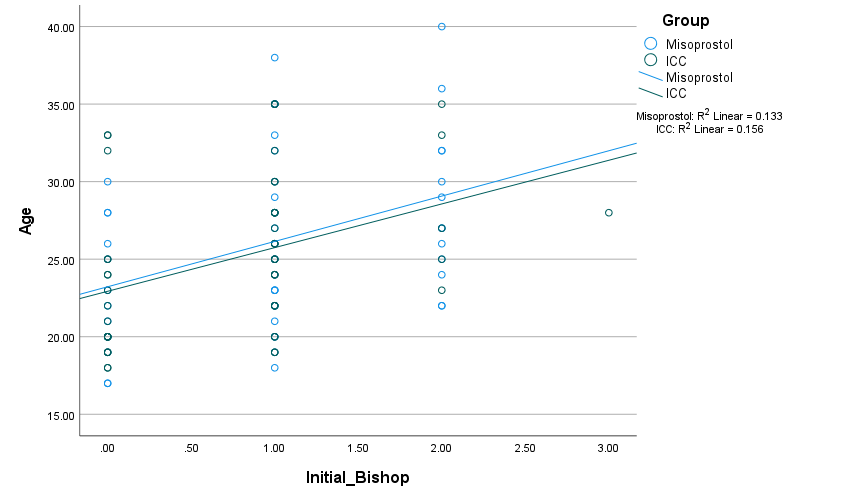 Group
Misoprostol
ICC
Misoprostol
ICC
Misoprostol: R² Linear = 0.133
ICC: R² Linear = 0.156
40.00
35.00
30.00
25.00
20.00
15.00
Age
.00 .50 1.00 1.50 2.00 2.50 3.00
Initial_Bishop